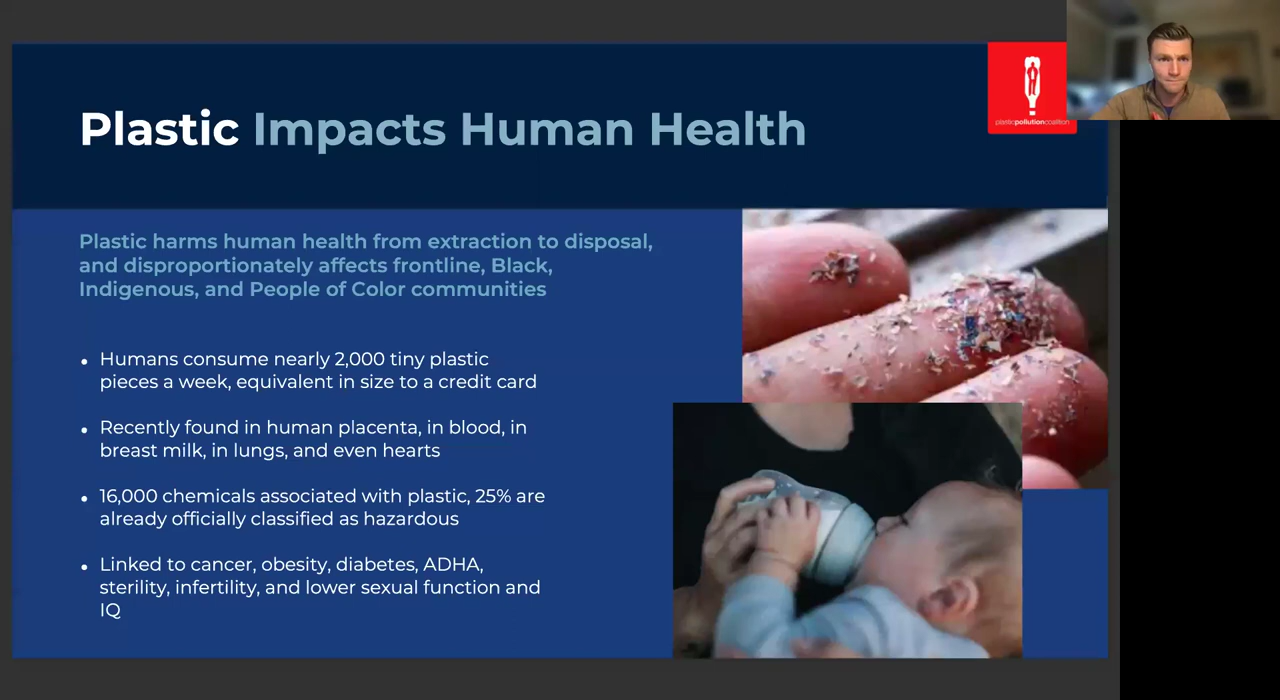 Plastic Impacts Human Health
plasticpollutioncoalition
Plastic harms human health from extraction to disposal,
and disproportionately affects frontline, Black,
Indigenous, and People of Color communities
• Humans consume nearly 2,000 tiny plastic
pieces a week, equivalent in size to a credit card
• Recently found in human placenta, in blood, in
breast milk, in lungs, and even hearts
• 16,000 chemicals associated with plastic, 25% are
already officially classified as hazardous
• Linked to cancer, obesity, diabetes, ADHA,
sterility, infertility, and lower sexual function and
IQ